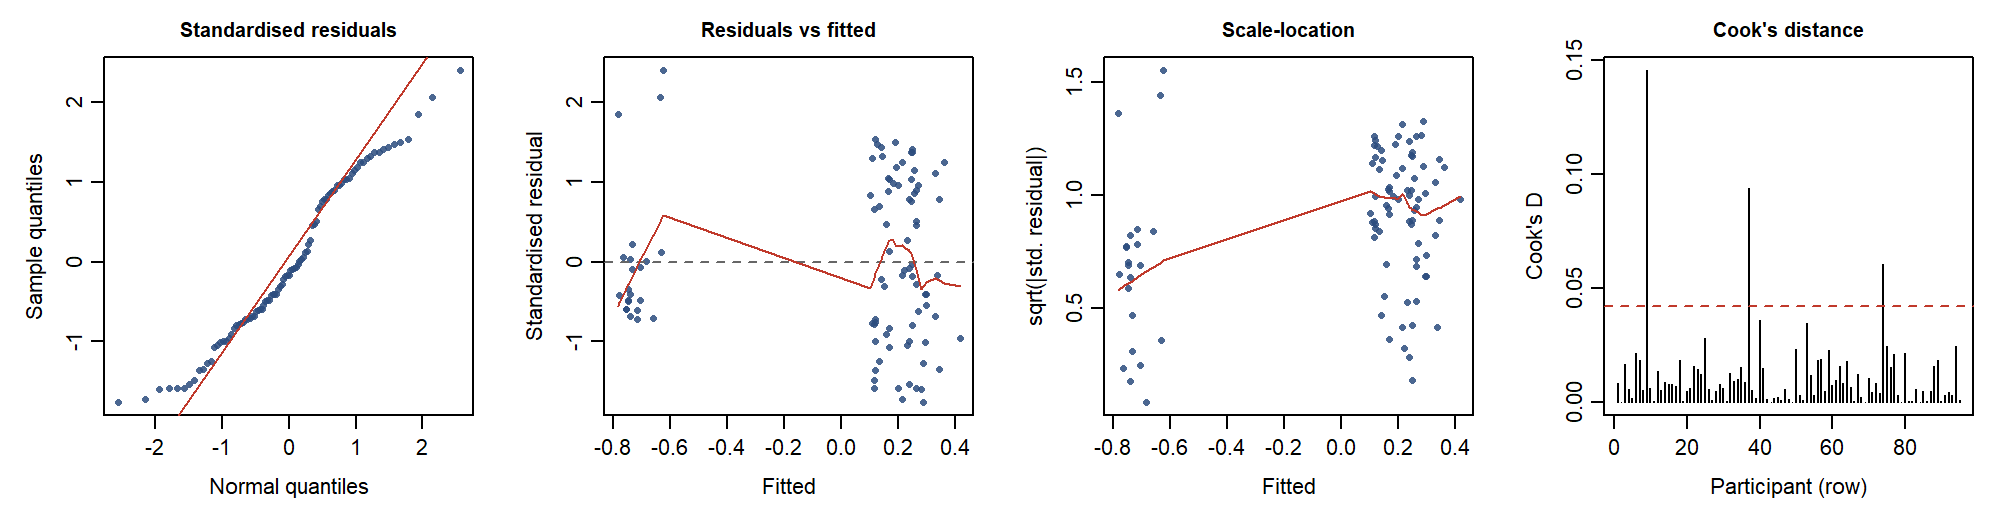 Standardised residuals
Sample quantiles
2
1
0
-1
-2 -1 0 1 2
Normal quantiles
Residuals vs fitted
Standardised residual
2
1
0
-1
-0.8 -0.6 -0.4 -0.2 0.0 0.2 0.4
Fitted
Scale-location
sqrt(|std. residual|)
1.5
1.0
0.5
-0.8 -0.6 -0.4 -0.2 0.0 0.2 0.4
Fitted
Cook's distance
Cook's D
0.15
0.10
0.05
0.00
0 20 40 60 80
Participant (row)